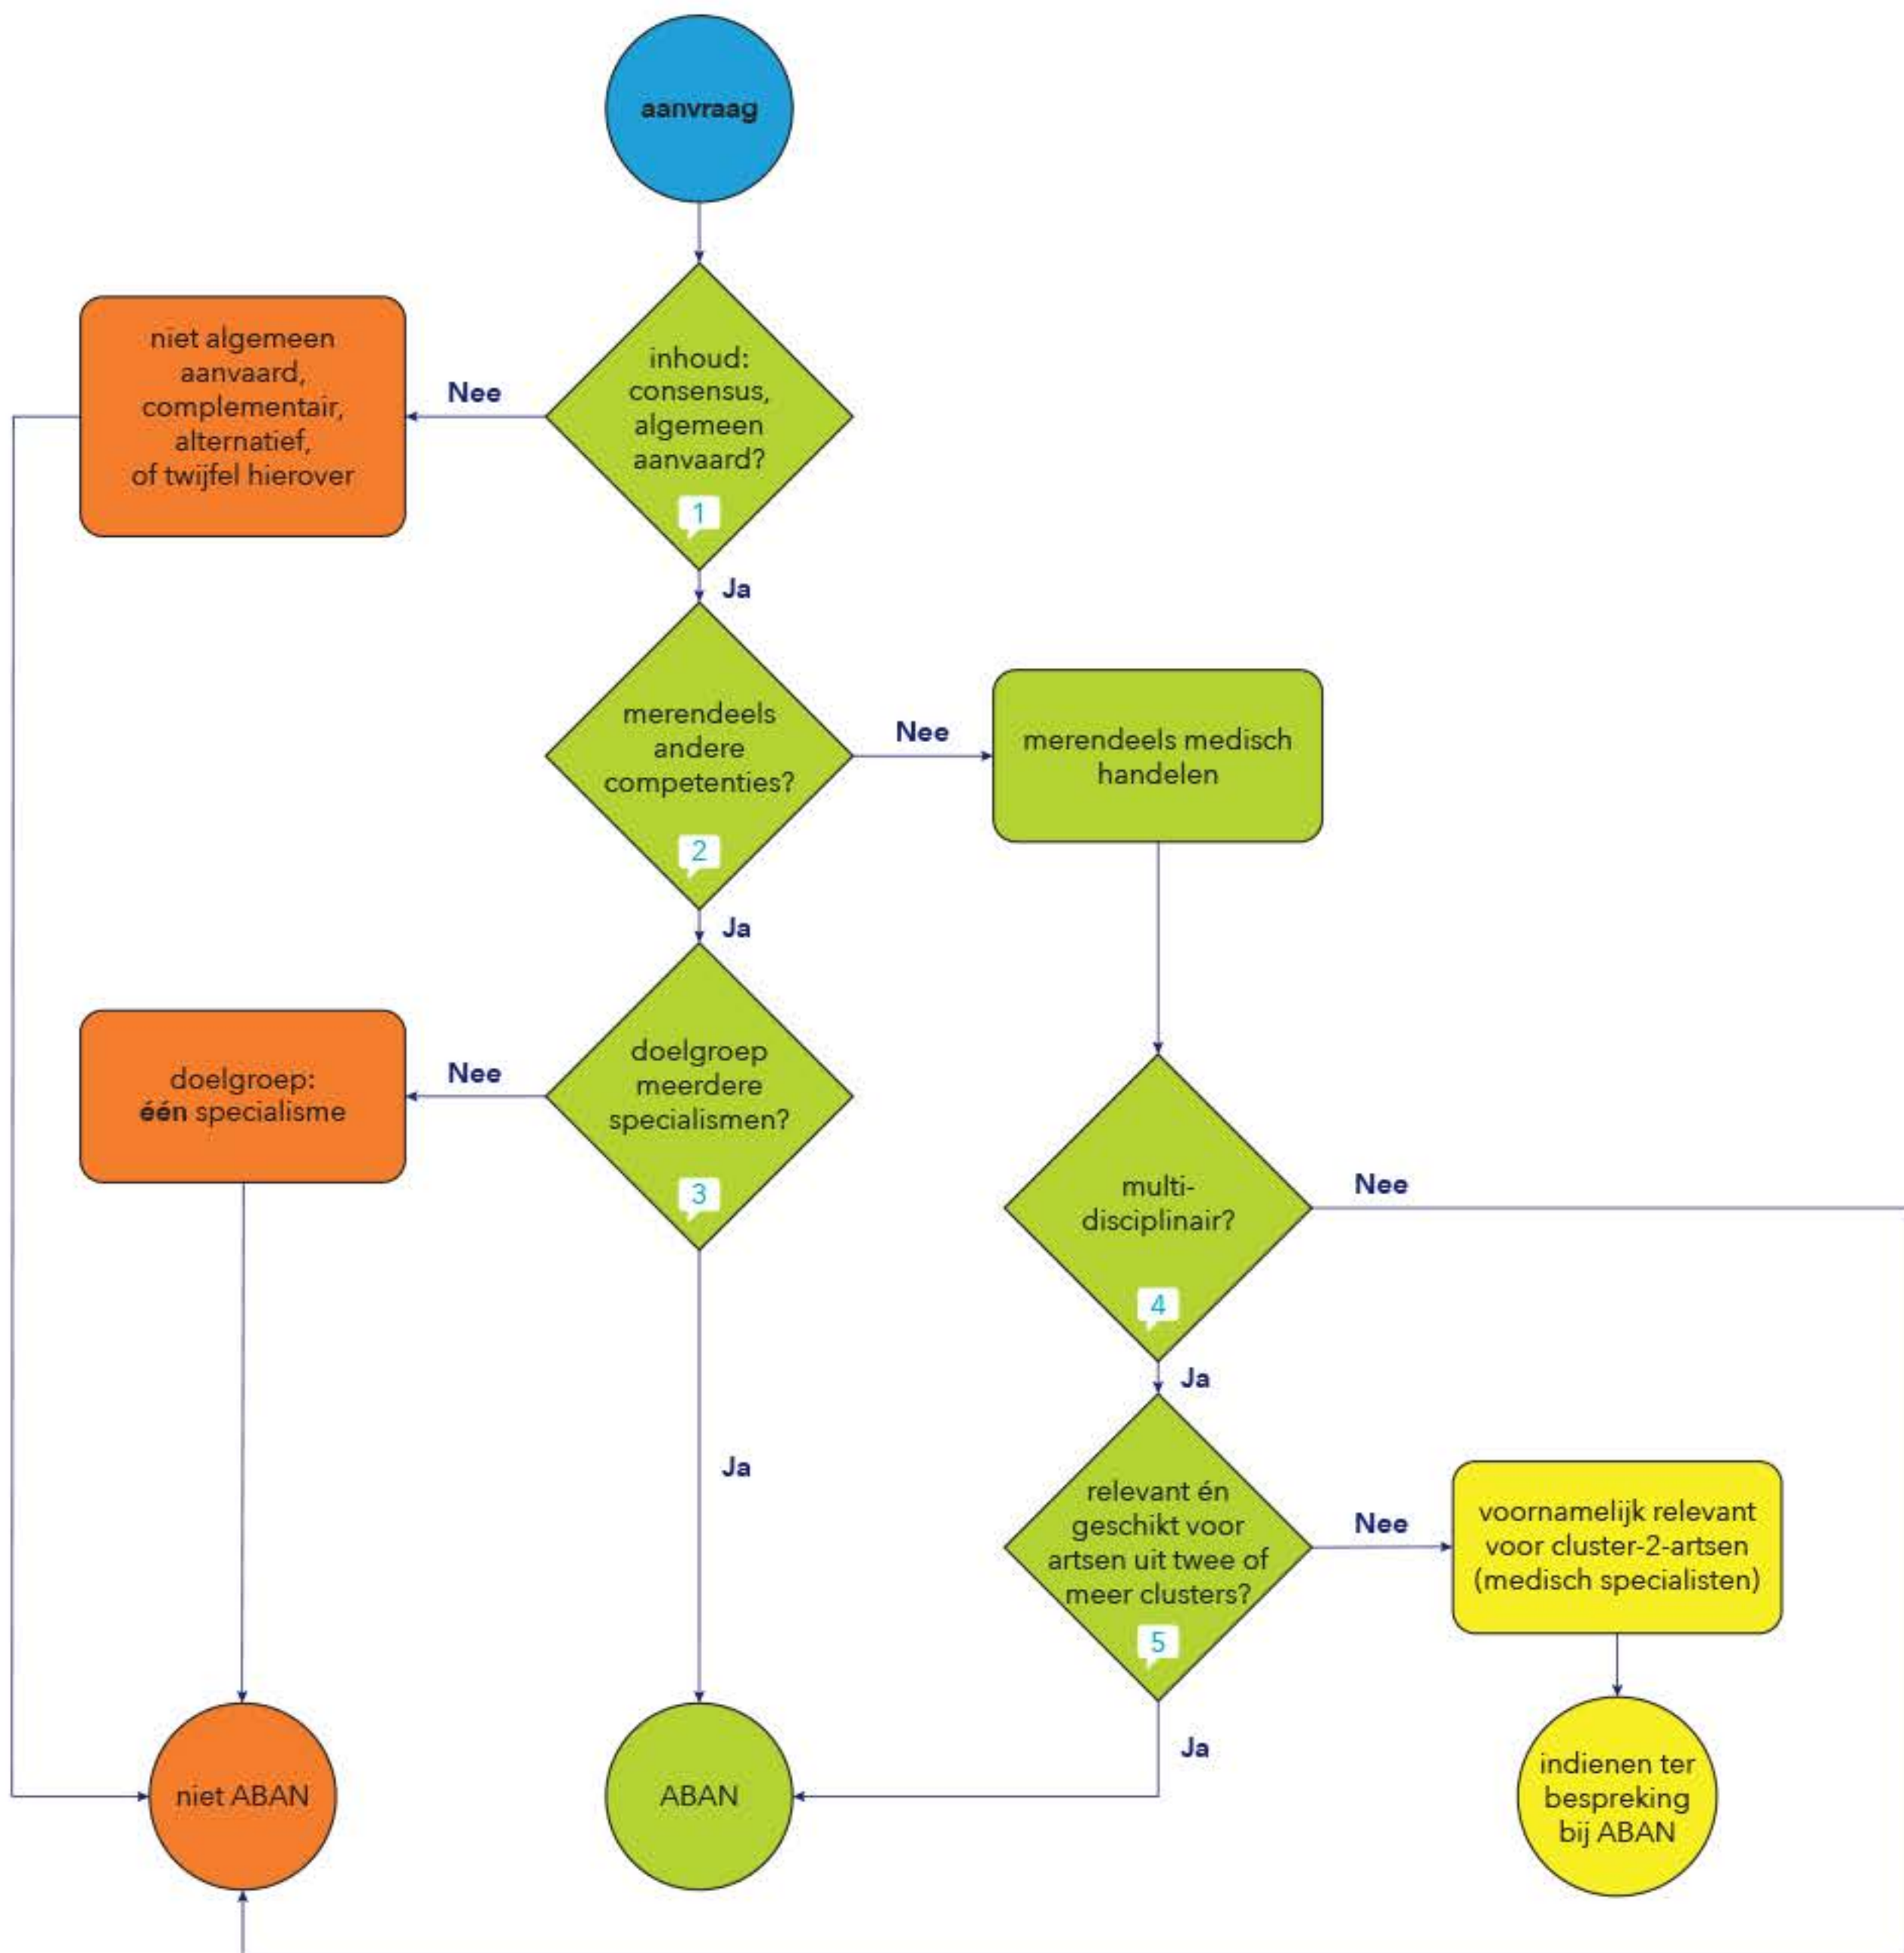 aanvraag
niet algemeen
aanvaard,
complementair,
alternatief,
of twijfel hierover
Nee
inhoud:
consensus,
algemeen
aanvaard?
1
Ja
merendeels
andere
competenties?
2
Nee
merendeels medisch
handelen
Ja
doelgroep:
één specialisme
Nee
doelgroep
meerdere
specialismen?
3
multi-
disciplinair?
4
Nee
Ja
Ja
relevant én
geschikt voor
artsen uit twee of
meer clusters?
5
Nee
voornamelijk relevant
voor cluster-2-artsen
(medisch specialisten)
Ja
niet ABAN
ABAN
indienen ter
bespreking
bij ABAN